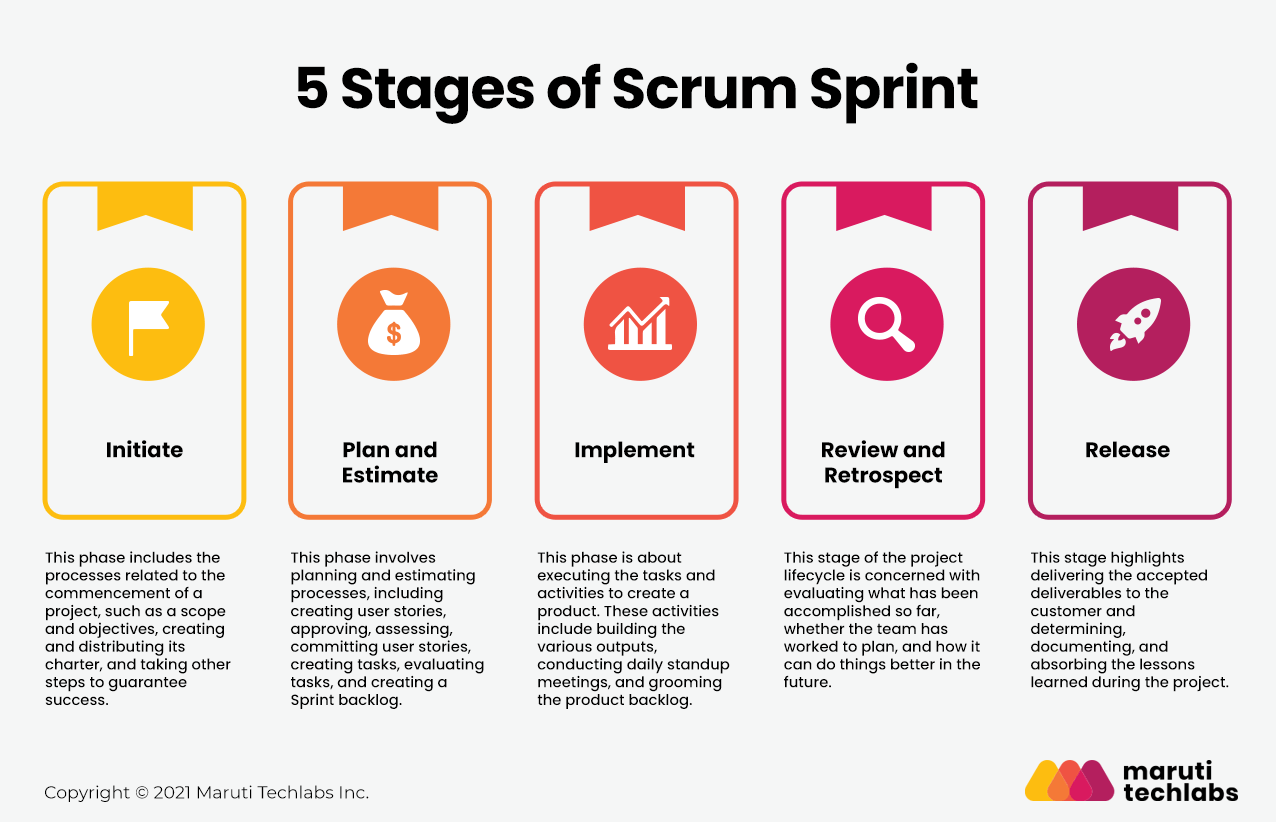 5 Stages of Scrum Sprint
$
Initiate
Plan and
Estimate
Implement
Review and
Retrospect
Release
This phase includes the
processes related to the
commencement of a
project, such as a scope
and objectives, creating
and distributing its
charter, and taking other
steps to guarantee
success.
This phase involves
planning and estimating
processes, including
creating user stories,
approving, assessing,
committing user stories,
creating tasks, evaluating
tasks, and creating a
Sprint backlog.
This phase is about
executing the tasks and
activities to create a
product. These activities
include building the
various outputs,
conducting daily standup
meetings, and grooming
the product backlog.
This stage of the project
lifecycle is concerned with
evaluating what has been
accomplished so far,
whether the team has
worked to plan, and how it
can do things better in the
future.
This stage highlights
delivering the accepted
deliverables to the
customer and
determining,
documenting, and
absorbing the lessons
learned during the project.
Copyright © 2021 Maruti Techlabs Inc.
maruti
techlabs